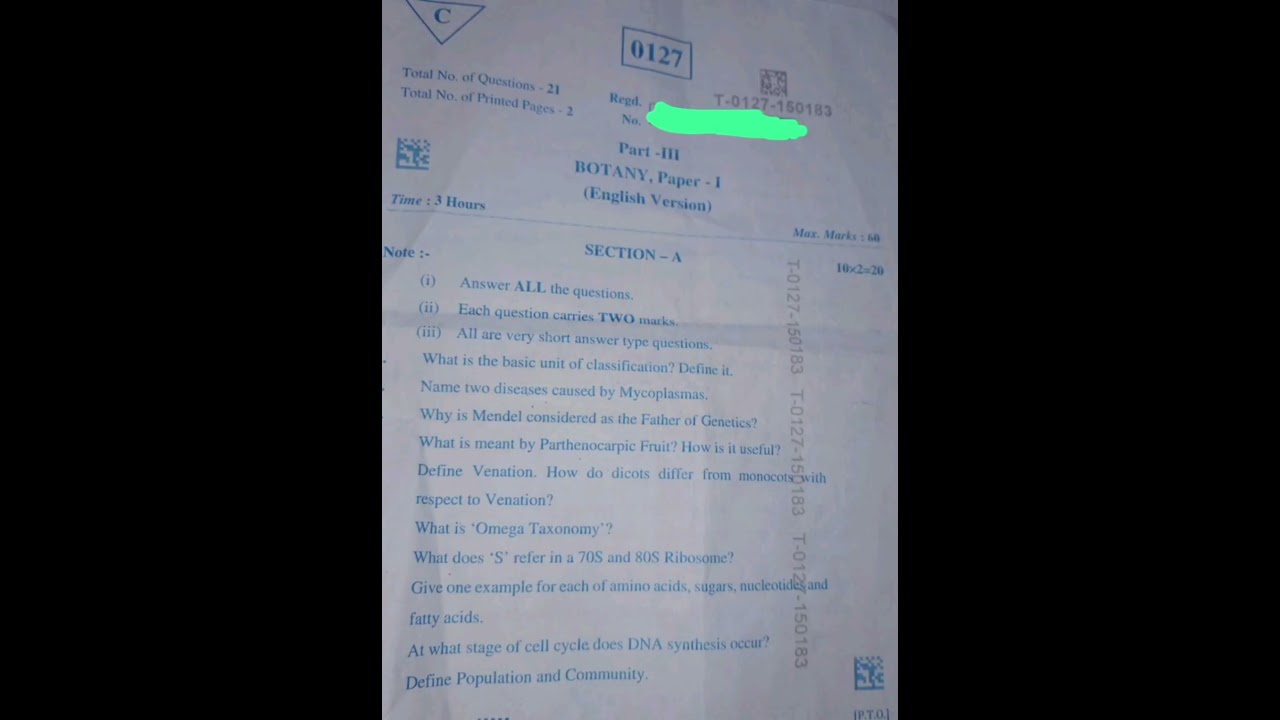 C
0127
Total No. of Questions - 21
Total No. of Printed Pages - 2
Regd.
No.
T-0127-150183
Part -III
BOTANY, Paper - I
(English Version)
Time : 3 Hours
Max. Marks : 60
SECTION – A
10×2=20
Note :-
(i) Answer ALL the questions.
(ii) Each question carries TWO marks.
(iii) All are very short answer type questions.
What is the basic unit of classification? Define it.
Name two diseases caused by Mycoplasmas.
Why is Mendel considered as the Father of Genetics?
What is meant by Parthenocarpic Fruit? How is it useful?
Define Venation. How do dicots differ from monocots with
respect to Venation?
What is ‘Omega Taxonomy’?
What does ‘S’ refer in a 70S and 80S Ribosome?
Give one example for each of amino acids, sugars, nucleotides and
fatty acids.
At what stage of cell cycle does DNA synthesis occur?
Define Population and Community.
T-0127-150183 T-0127-150183 T-0127-150183
[P.T.O.]